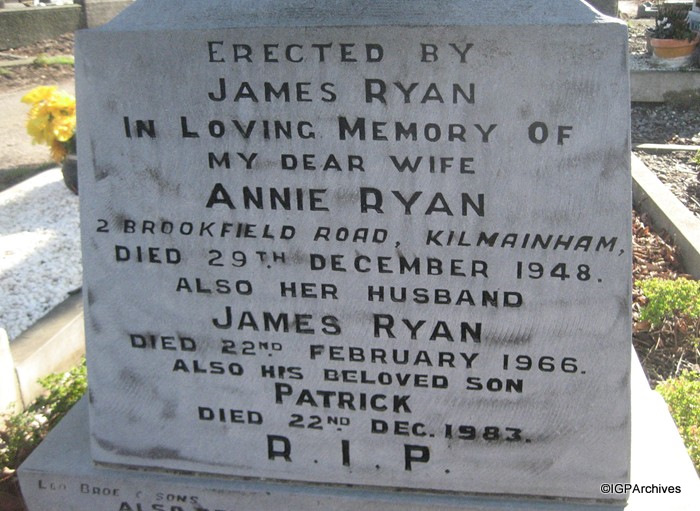 ERECTED BY
JAMES RYAN
IN LOVING MEMORY OF
MY DEAR WIFE
ANNIE RYAN
2 BROOKFIELD ROAD, KILMAINHAM,
DIED 29TH DECEMBER 1948.
ALSO HER HUSBAND
JAMES RYAN
DIED 22ND FEBRUARY 1966.
ALSO HIS BELOVED SON
PATRICK
DIED 22ND DEC. 1983.
R.I.P.
& SONS
ALSO
©IGPArchives